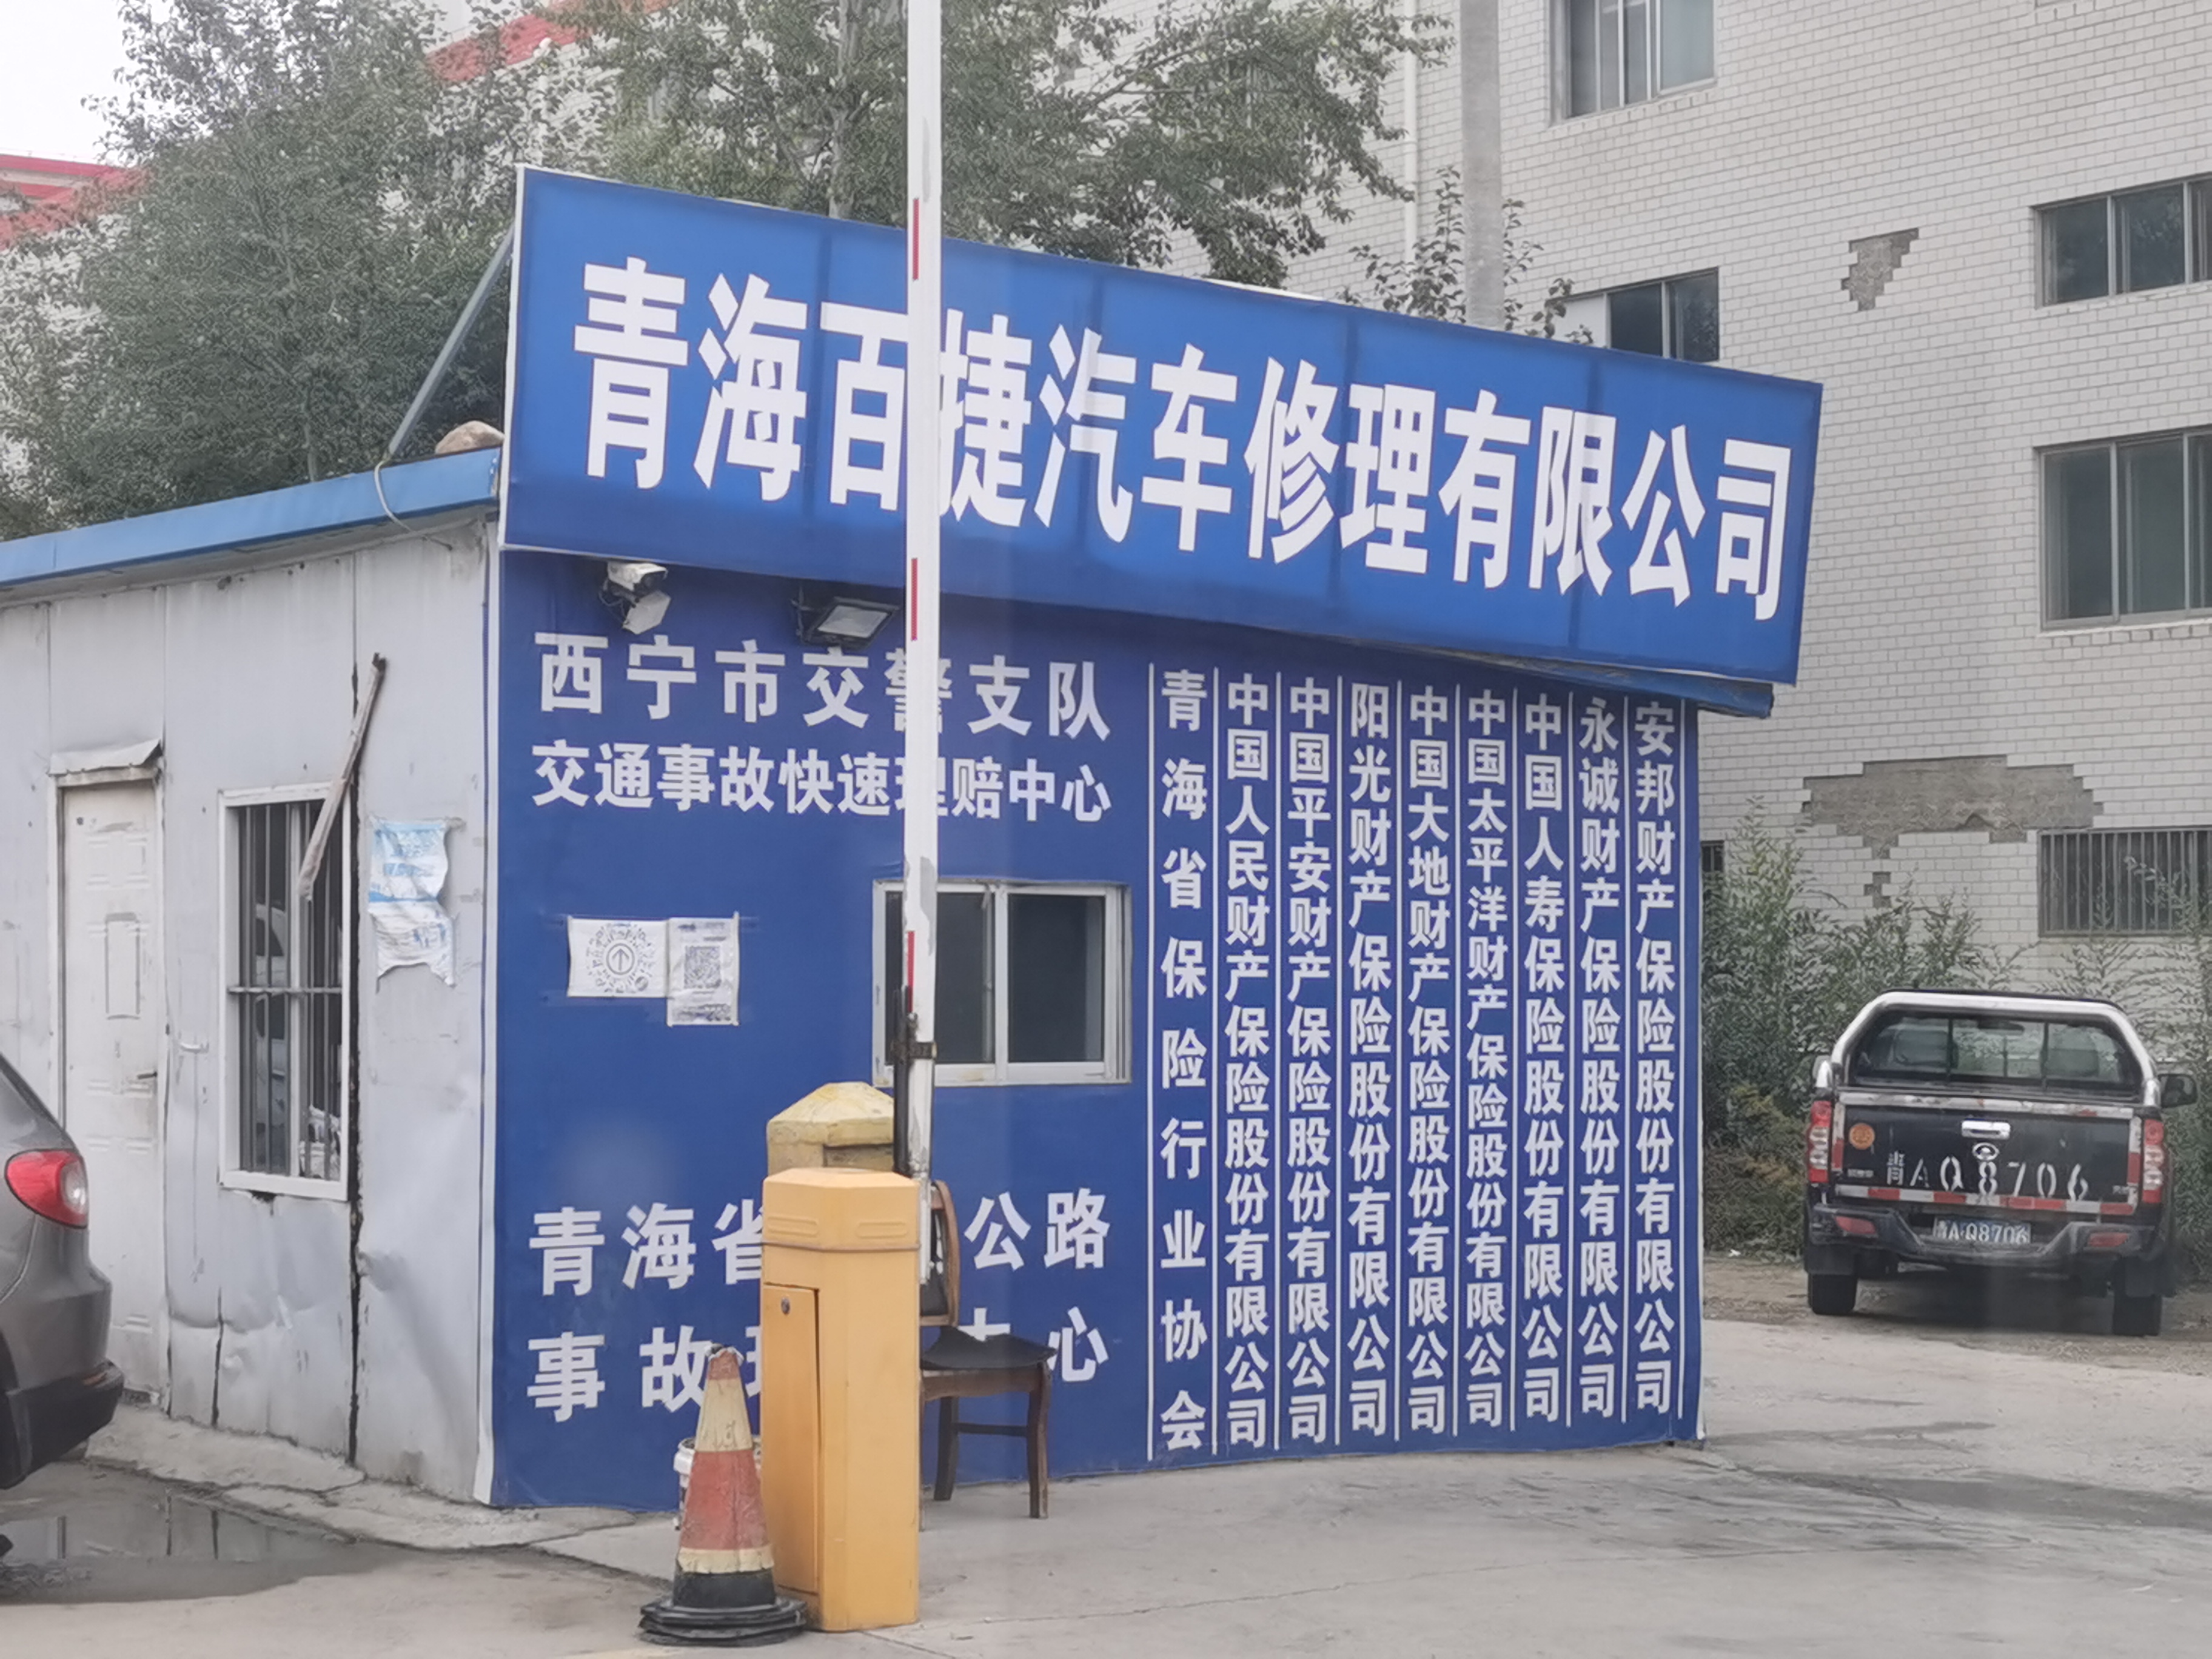 青海百捷汽车修理有限公司
西宁市交警支队
交通事故快速理赔中心
青海省 公路
事故 中心
青海省保险行业协会
中国人民财产保险股份有限公司
中国平安财产保险股份有限公司
阳光财产保险股份有限公司
中国大地财产保险股份有限公司
中国太平洋财产保险股份有限公司
中国人寿保险股份有限公司
永诚财产保险股份有限公司
安邦财产保险股份有限公司
青AQ8706
青A·Q8706